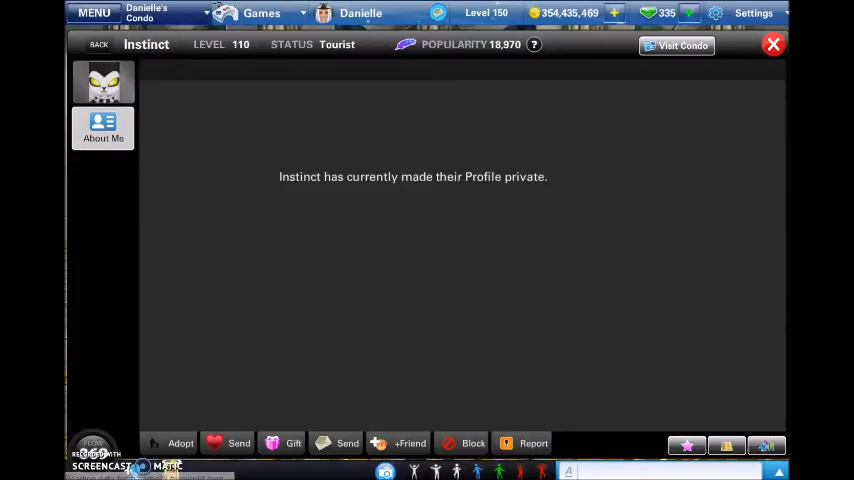 MENU Danielle's Condo Games Danielle Level 150 354,435,469 + 335 + Settings
BACK Instinct LEVEL 110 STATUS Tourist POPULARITY 18,970 ? Visit Condo
About Me
Instinct has currently made their Profile private.
Adopt Send Gift Send +Friend Block Report
FLOW
RECORDED WITH
SCREENCAST MATIC
A